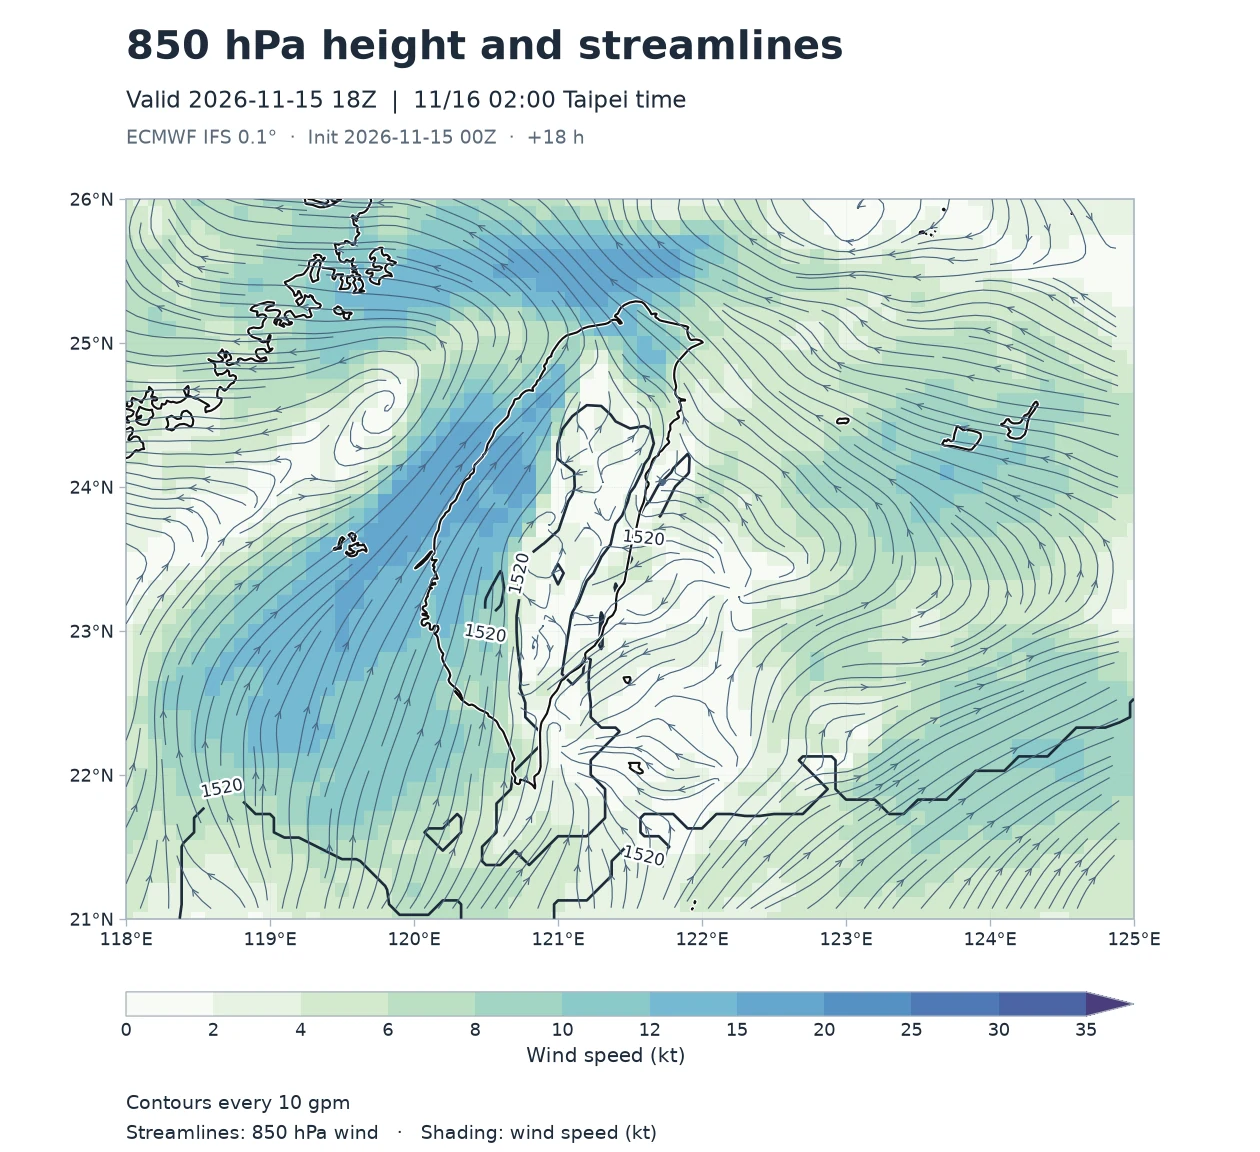 850 hPa height and streamlines
Valid 2026-11-15 18Z | 11/16 02:00 Taipei time
ECMWF IFS 0.1° · Init 2026-11-15 00Z · +18 h
26°N
25°N
24°N
1520
1520
23°N
1520
22°N
1520
1520
21°N
118°E 119°E 120°E 121°E 122°E 123°E 124°E 125°E
0 2 4 6 8 10 12 15 20 25 30 35
Wind speed (kt)
Contours every 10 gpm
Streamlines: 850 hPa wind · Shading: wind speed (kt)